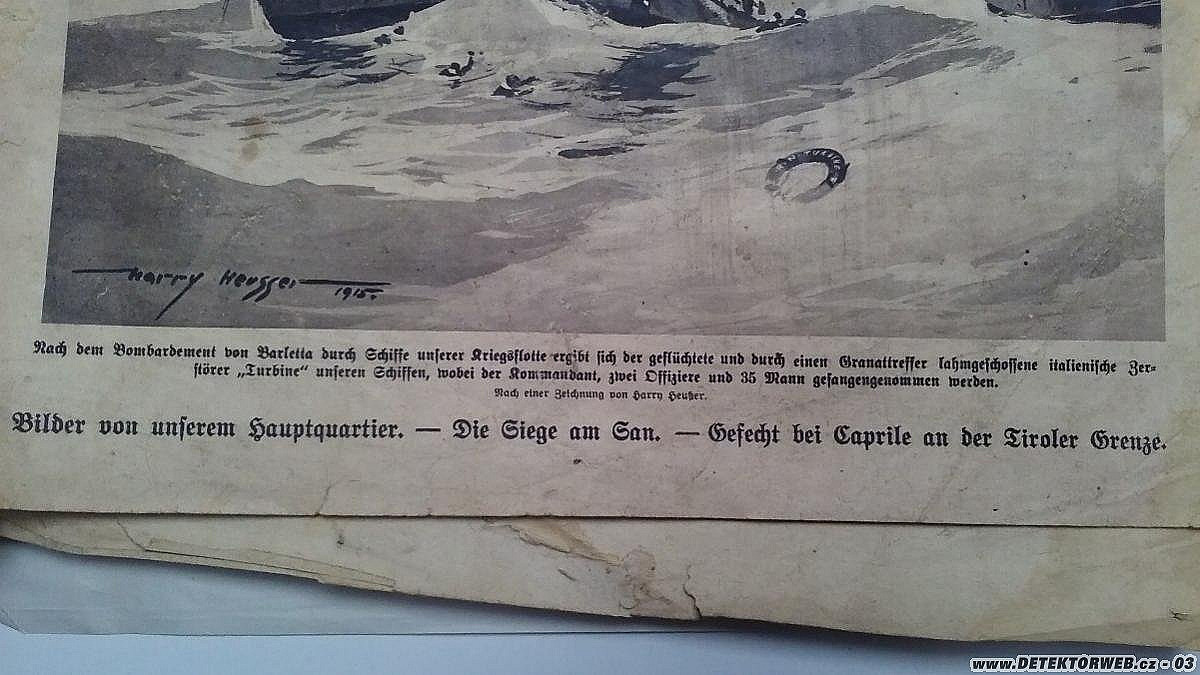 N. TURBINE
Harry Heusser
1915.
Nach dem Bombardement von Barletta durch Schiffe unserer Kriegsflotte ergibt sich der geflüchtete und durch einen Granattreffer lahmgeschossene italienische Zer-
störer „Turbine“ unseren Schiffen, wobei der Kommandant, zwei Offiziere und 35 Mann gefangengenommen werden.
Nach einer Zeichnung von Harry Heußer.
Bilder von unserem Hauptquartier. — Die Siege am San. — Gefecht bei Caprile an der Tiroler Grenze.
www.DETEKTORWEB.cz - 03